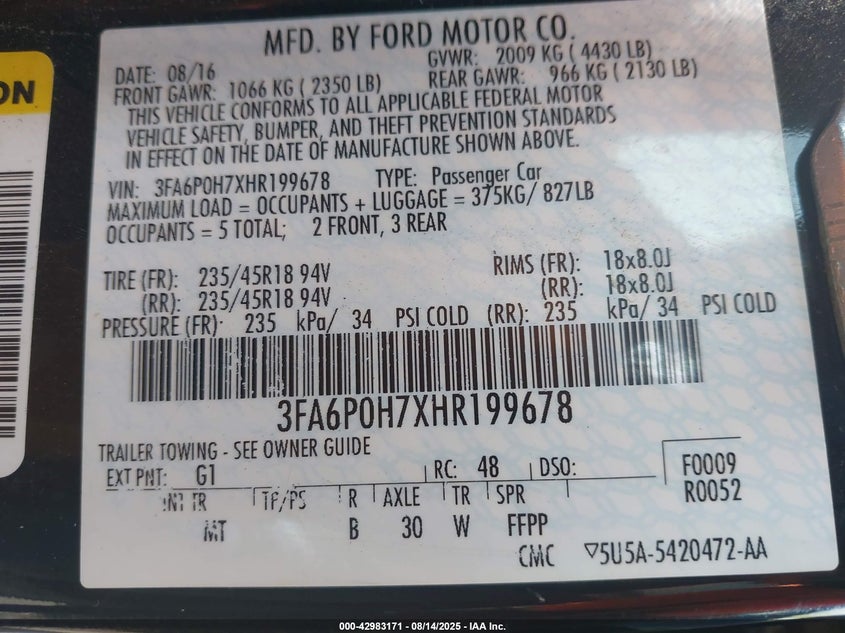 ON
MFD. BY FORD MOTOR CO.
DATE: 08/16 GVWR: 2009 KG ( 4430 LB)
FRONT GAWR: 1066 KG ( 2350 LB) REAR GAWR: 966 KG ( 2130 LB)
THIS VEHICLE CONFORMS TO ALL APPLICABLE FEDERAL MOTOR
VEHICLE SAFETY, BUMPER, AND THEFT PREVENTION STANDARDS
IN EFFECT ON THE DATE OF MANUFACTURE SHOWN ABOVE.
VIN: 3FA6P0H7XHR199678 TYPE: Passenger Car
MAXIMUM LOAD = OCCUPANTS + LUGGAGE = 375KG/ 827LB
OCCUPANTS = 5 TOTAL; 2 FRONT, 3 REAR
TIRE (FR): 235/45R18 94V RIMS (FR): 18x8.0J
(RR): 235/45R18 94V (RR): 18x8.0J
PRESSURE (FR): 235 kPa/ 34 PSI COLD (RR): 235 kPa/ 34 PSI COLD
3FA6P0H7XHR199678
TRAILER TOWING - SEE OWNER GUIDE
EXT PNT: G1 RC: 48 DSO: F0009
INT TR TP/PS R AXLE TR SPR R0052
MT B 30 W FFPP
CMC ▽5U5A-5420472-AA
000-42983171 - 08/14/2025 - IAA Inc.